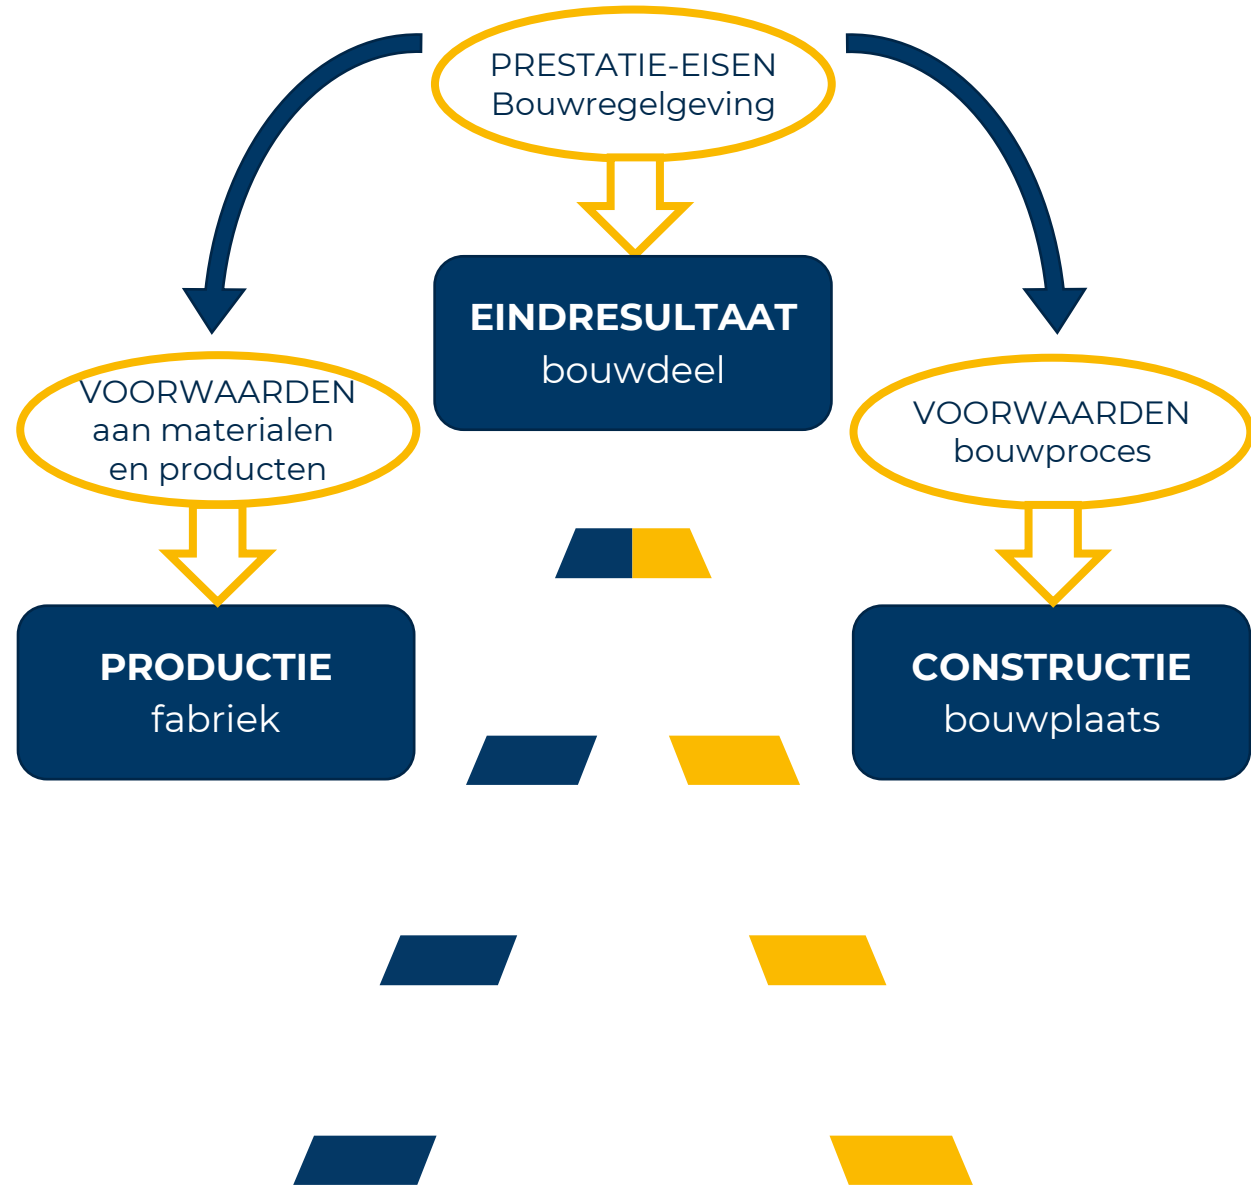 PRESTATIE-EISEN
Bouwregelgeving
EINDRESULTAAT
bouwdeel
VOORWAARDEN
aan materialen
en producten
VOORWAARDEN
bouwproces
PRODUCTIE
fabriek
CONSTRUCTIE
bouwplaats